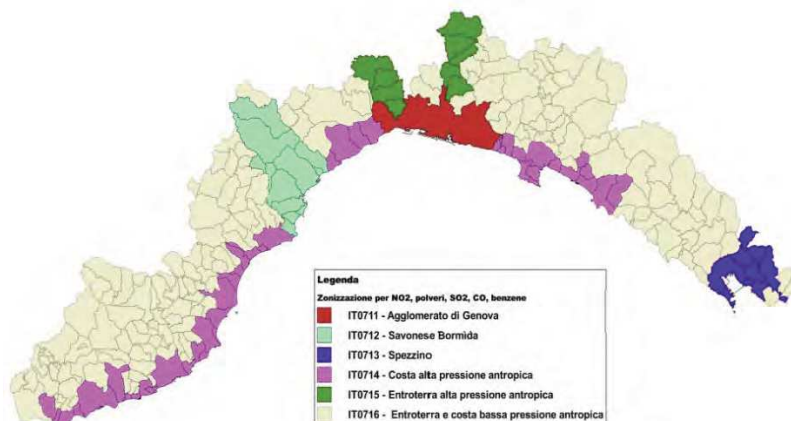 Legenda
Zonizzazione per NO2, polveri, SO2, CO, benzene
IT0711 - Agglomerato di Genova
IT0712 - Savonese Bormida
IT0713 - Spezzino
IT0714 - Costa alta pressione antropica
IT0715 - Entroterra alta pressione antropica
IT0716 - Entroterra e costa bassa pressione antropica